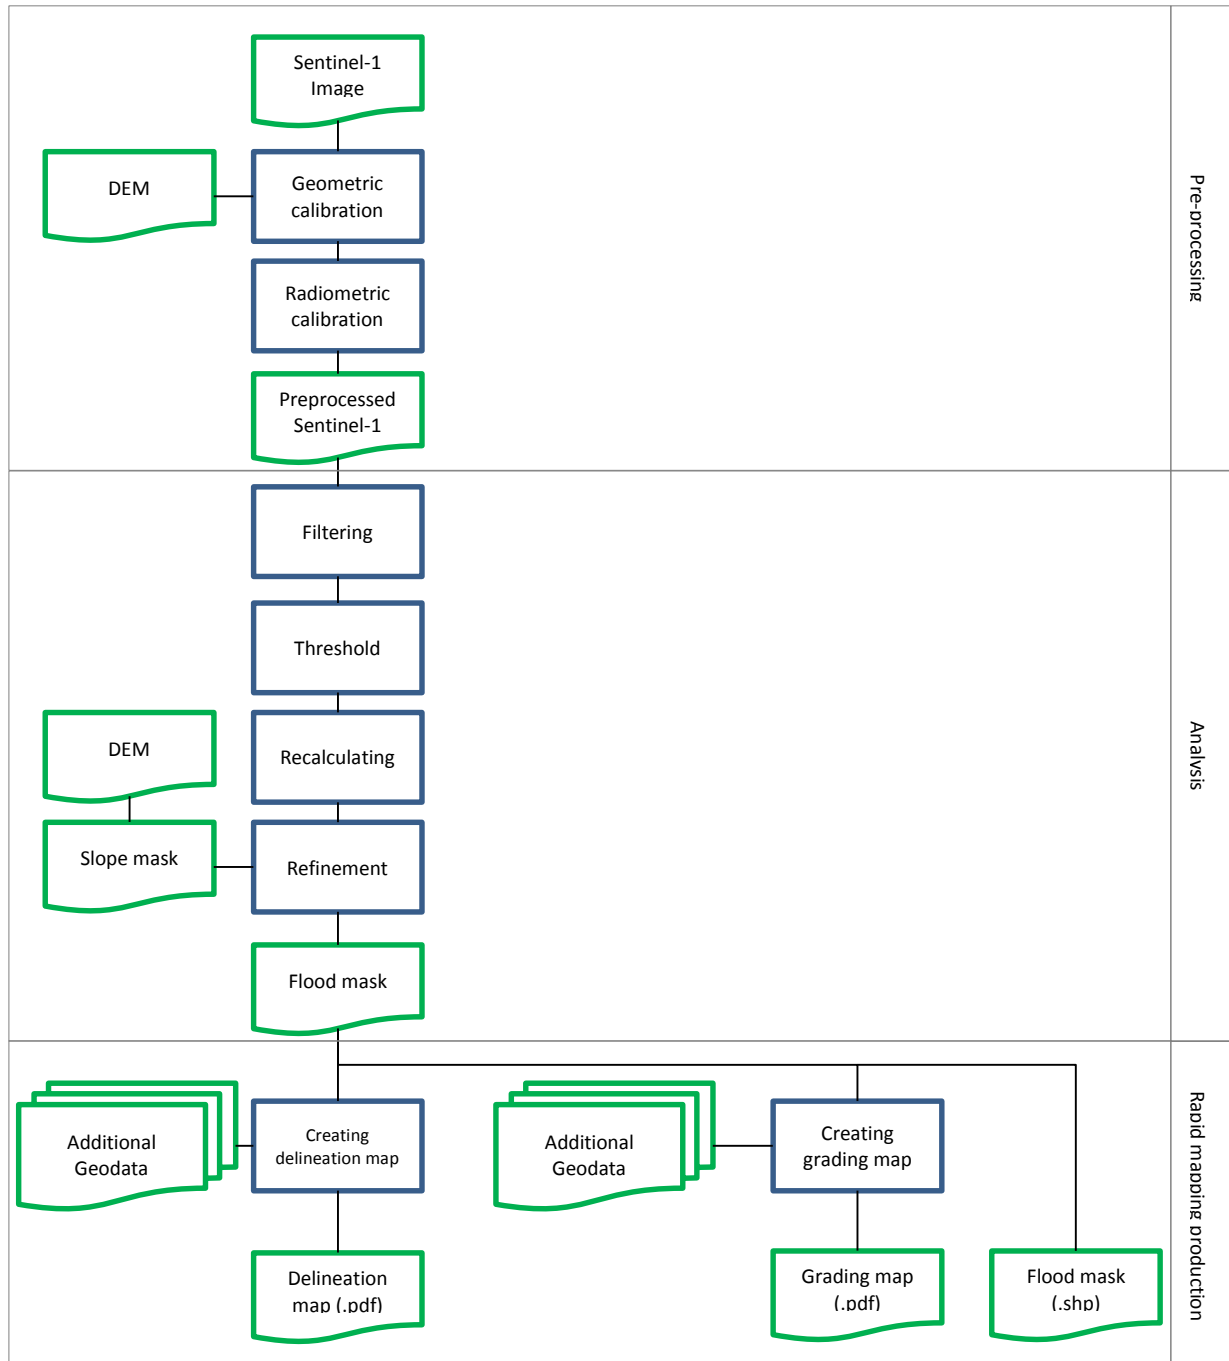 Sentinel-1
Image
DEM
Geometric
calibration
Radiometric
calibration
Preprocessed
Sentinel-1
Pre-processing
Filtering
Threshold
DEM
Recalculating
Slope mask
Refinement
Flood mask
Analysis
Additional
Geodata
Creating
delineation map
Additional
Geodata
Creating
grading map
Delineation
map (.pdf)
Grading map
(.pdf)
Flood mask
(.shp)
Rapid mapping production